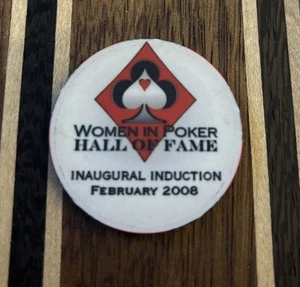 Women in Poker
Hall of Fame
Inaugural Induction
February 2008